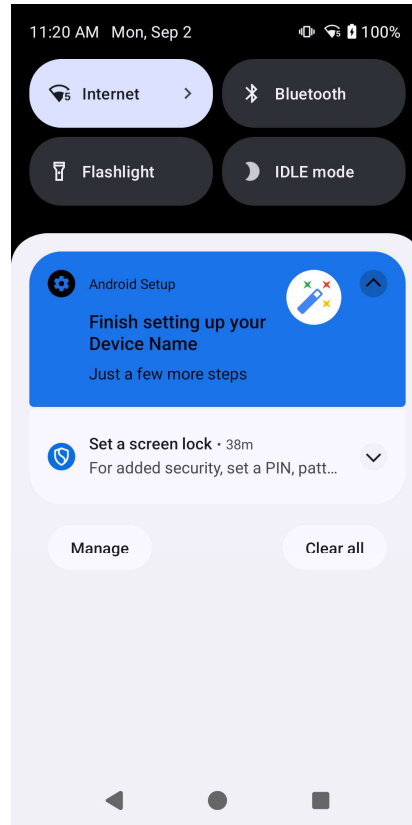 11:20 AM Mon, Sep 2 100%
5 Internet Bluetooth
Flashlight IDLE mode
Android Setup
Finish setting up your
Device Name
Just a few more steps
Set a screen lock • 38m
For added security, set a PIN, patt…
Manage Clear all